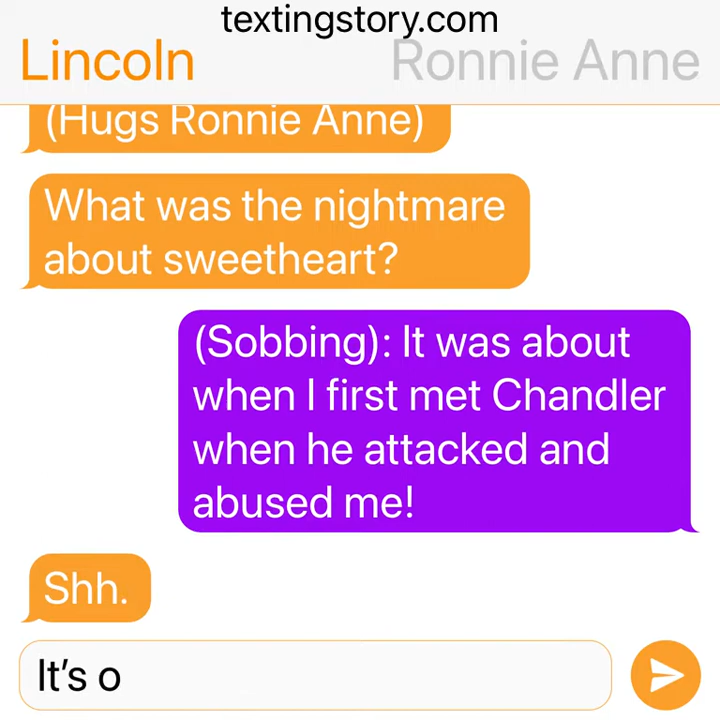 textingstory.com
Lincoln Ronnie Anne
(Hugs Ronnie Anne)
What was the nightmare
about sweetheart?
(Sobbing): It was about
when I first met Chandler
when he attacked and
abused me!
Shh.
It’s o